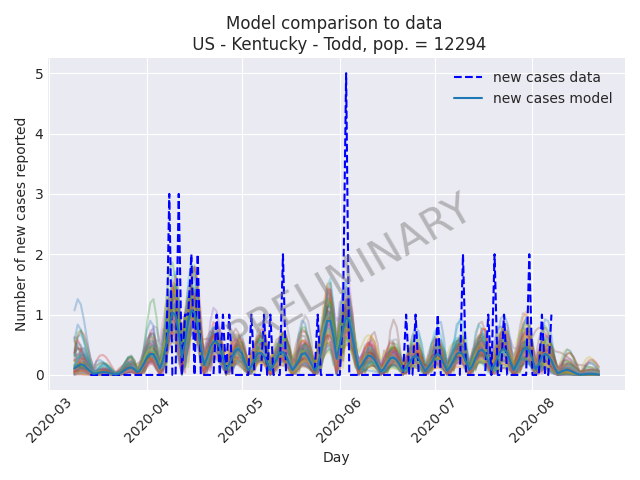 Model comparison to data
US - Kentucky - Todd, pop. = 12294
new cases data
new cases model
Number of new cases reported
5
4
3
2
1
0
PRELIMINARY
2020-03
2020-04
2020-05
2020-06
2020-07
2020-08
Day